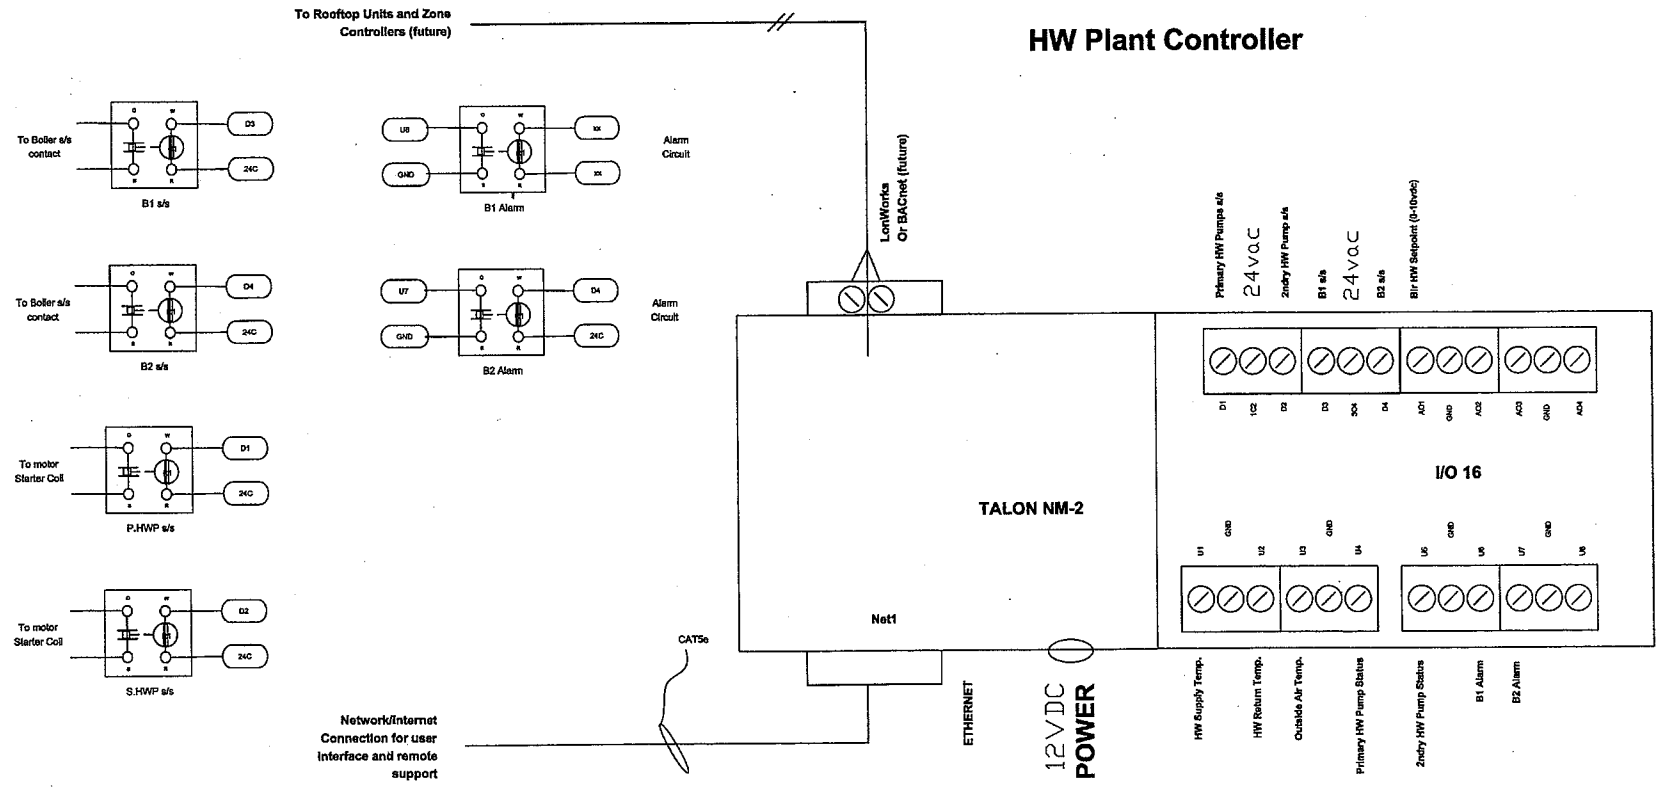 To Rooftop Units and Zone
Controllers (future)
HW Plant Controller
To Boiler s/s
contact
O
W
D3
24C
S
R
B1 s/s
U6
GND
O
W
xx
xx
S
R
B1 Alarm
Alarm
Circuit
LonWorks
Or BACnet (future)
To Boiler s/s
contact
O
W
D4
24C
S
R
B2 s/s
U7
GND
O
W
D4
24C
S
R
B2 Alarm
Alarm
Circuit
Primary HW Pumps s/s
24vac
2ndry HW Pump s/s
B1 s/s
24vac
B2 s/s
Blr HW Setpoint (0-10vdc)
D1
1C2
D2
D3
3C4
D4
AO1
GND
AO2
AO3
GND
AO4
To motor
Starter Coil
O
W
D1
24C
S
R
P.HWP s/s
TALON NM-2
I/O 16
U1
GND
U2
U3
GND
U4
U5
GND
U6
U7
GND
U8
To motor
Starter Coil
O
W
D2
24C
S
R
S.HWP s/s
Net1
CAT5e
HW Supply Temp.
HW Return Temp.
Outside Air Temp.
Primary HW Pump Status
2ndry HW Pump Status
B1 Alarm
B2 Alarm
Network/Internet
Connection for user
interface and remote
support
ETHERNET
12VDC
POWER